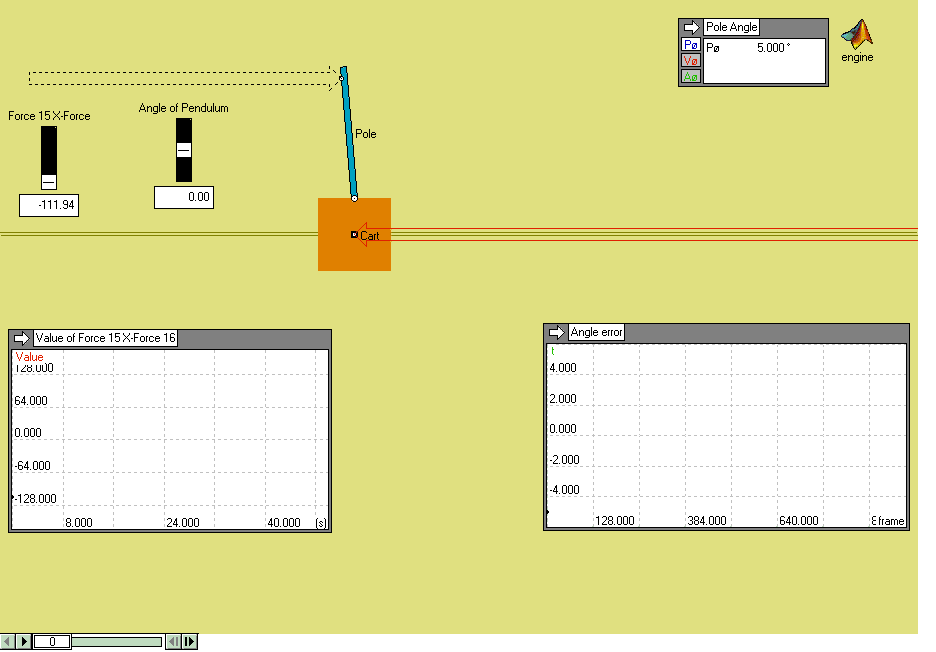 Pole Angle
Pø
Vø
Aø
Pø 5.000 °
engine
Force 15 X-Force
-111.94
Angle of Pendulum
0.00
Pole
Cart
Value of Force 15 X-Force 16
Value
128.000
64.000
0.000
-64.000
-128.000
8.000 24.000 40.000 (s)
Angle error
t
4.000
2.000
0.000
-2.000
-4.000
128.000 384.000 640.000 8 frame
0